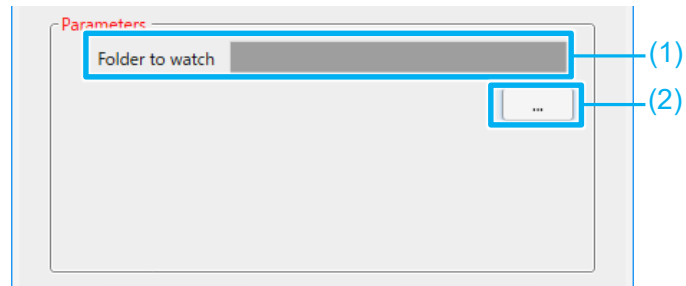 Parameters
Folder to watch (1)
... (2)